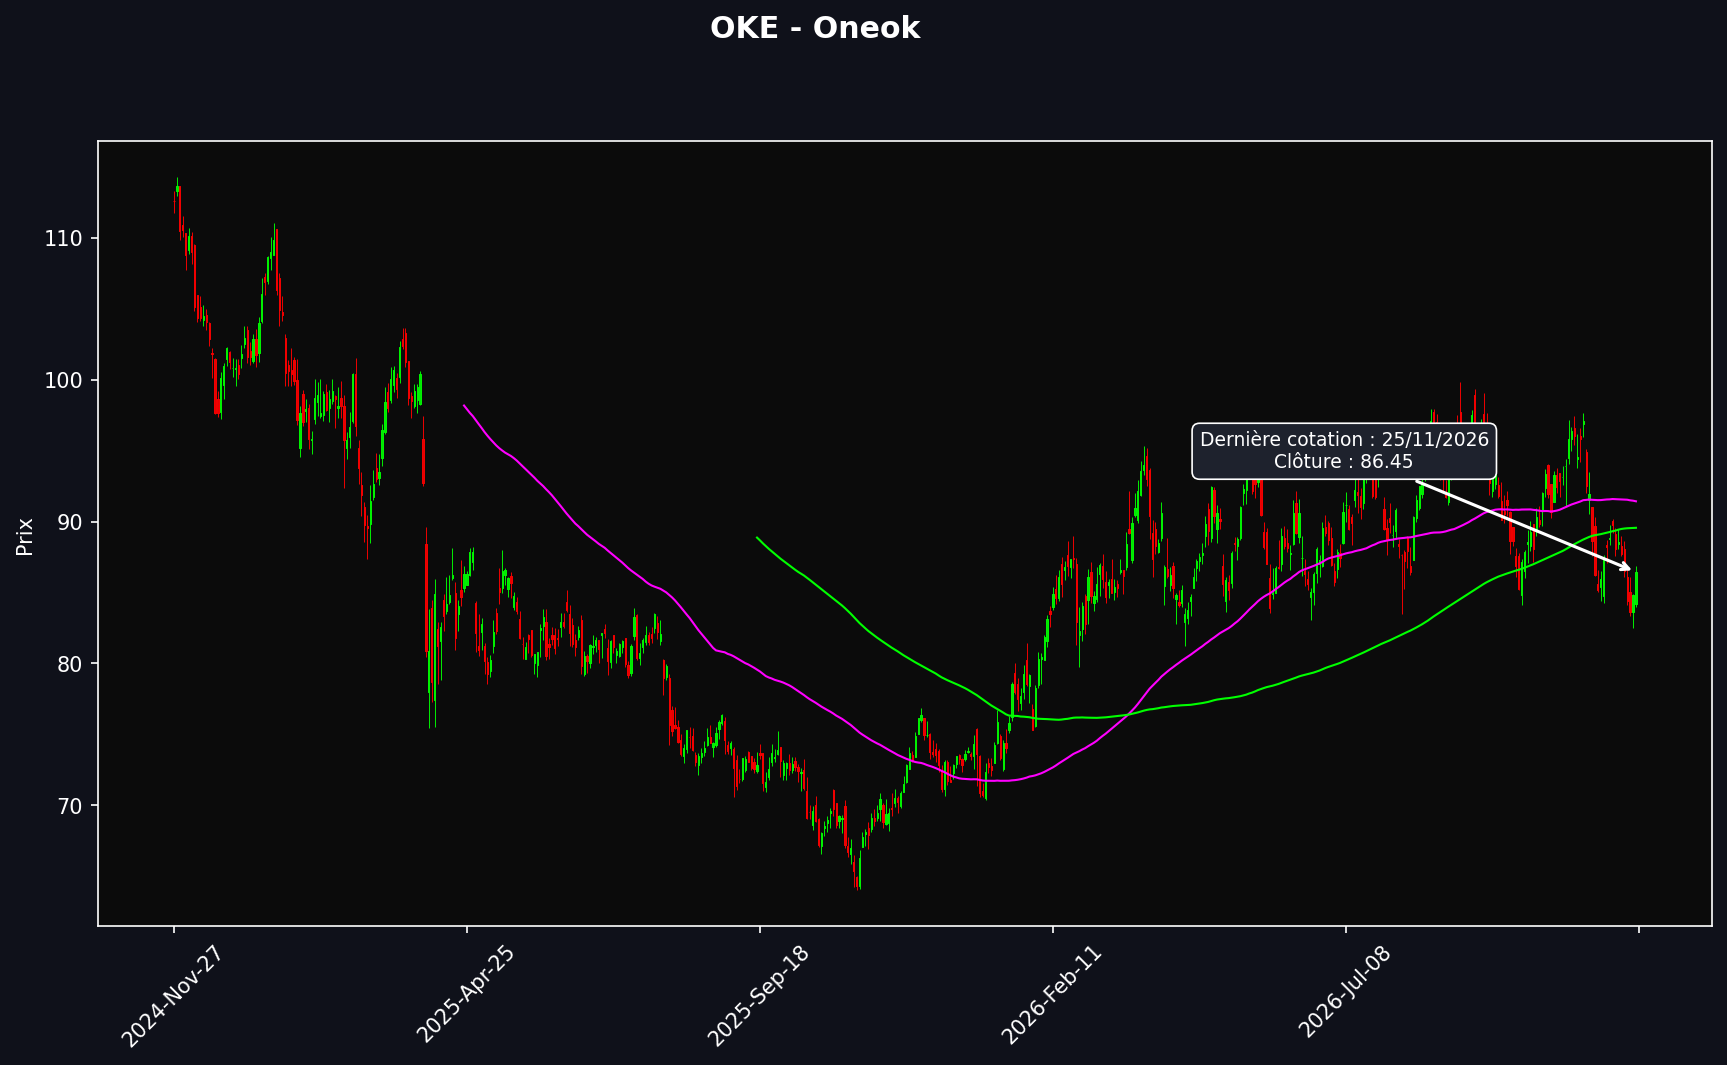 OKE - Oneok
Prix
110
100
90
80
70
Dernière cotation : 25/11/2026
Clôture : 86.45
2024-Nov-27
2025-Apr-25
2025-Sep-18
2026-Feb-11
2026-Jul-08